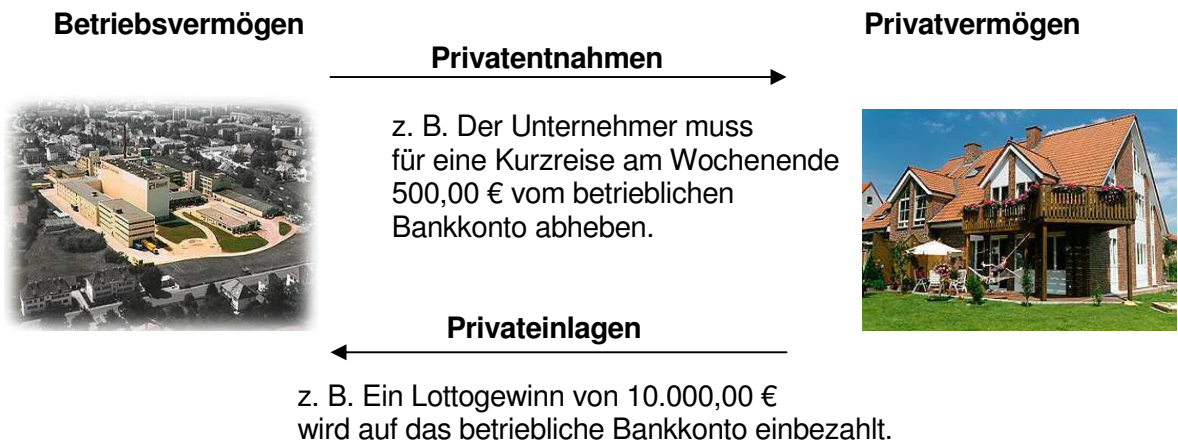 Betriebsvermögen
Privatvermögen
Privatentnahmen
z. B. Der Unternehmer muss
für eine Kurzreise am Wochenende
500,00 € vom betrieblichen
Bankkonto abheben.
Privateinlagen
z. B. Ein Lottogewinn von 10.000,00 €
wird auf das betriebliche Bankkonto einbezahlt.